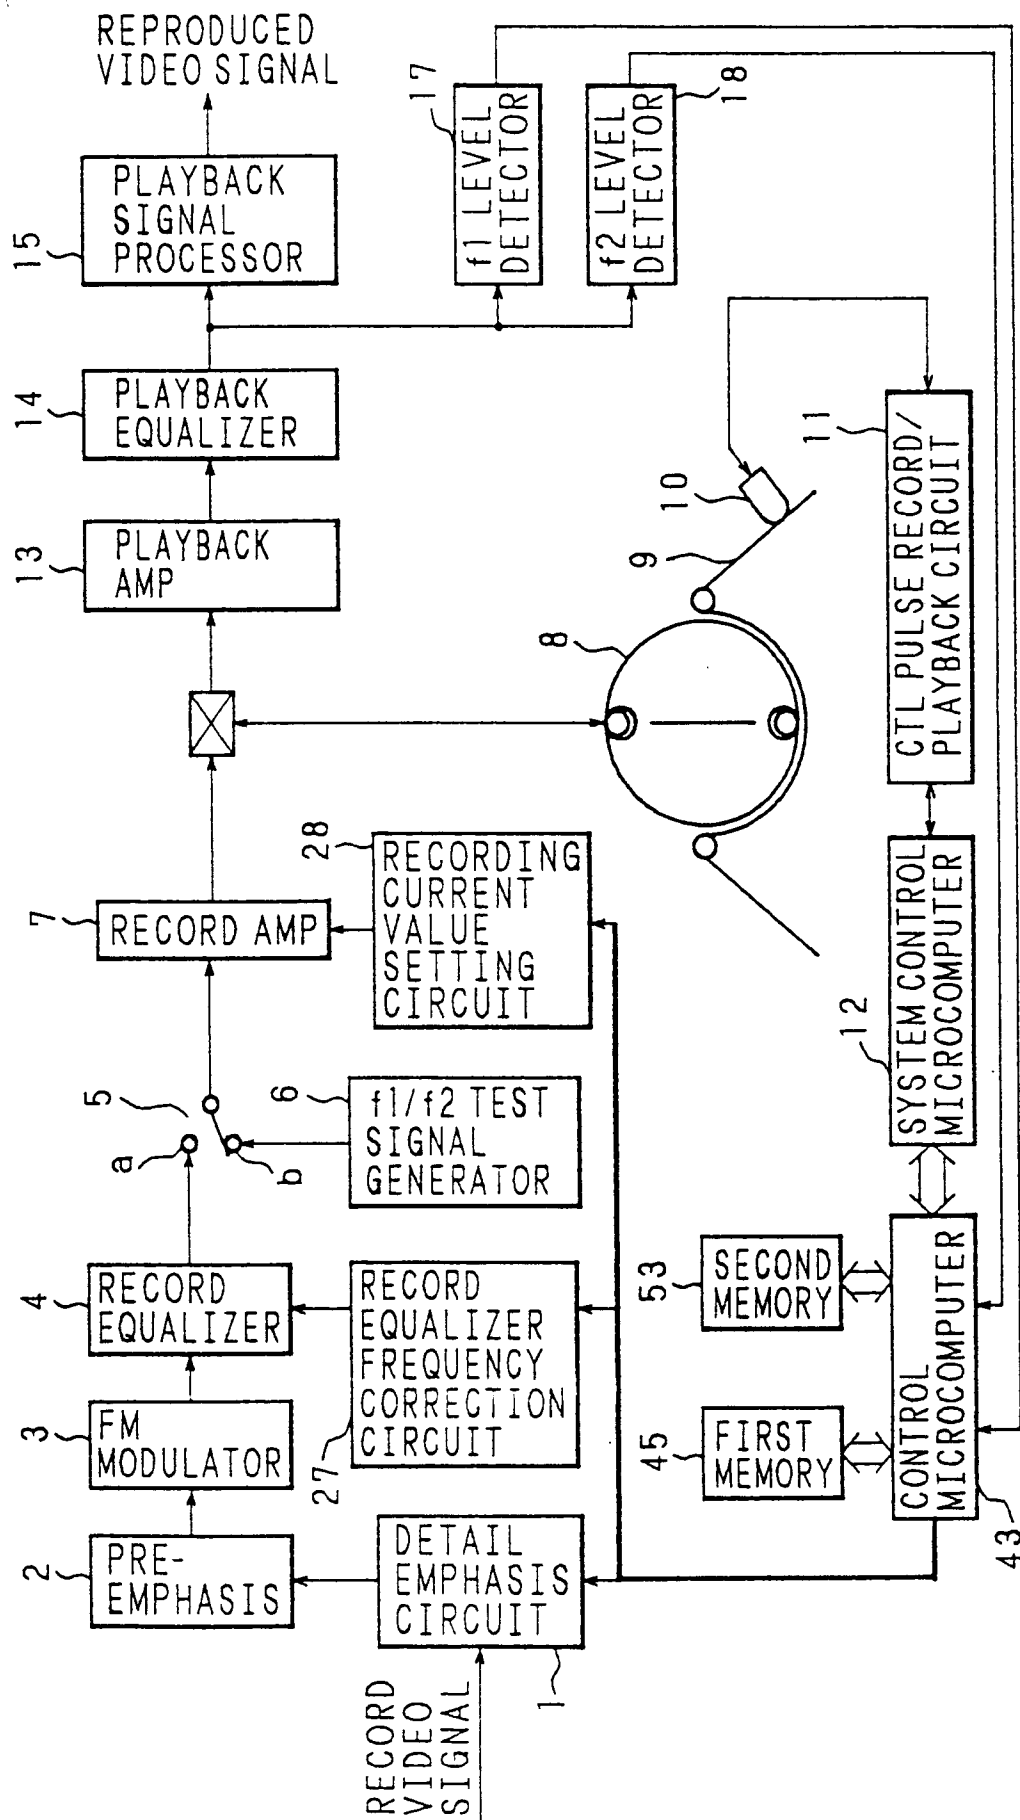 REPRODUCED
VIDEO SIGNAL
15
PLAYBACK
SIGNAL
PROCESSOR
17
f1 LEVEL
DETECTOR
18
f2 LEVEL
DETECTOR
14
PLAYBACK
EQUALIZER
13
PLAYBACK
AMP
8
9
10
11
CTL PULSE RECORD/
PLAYBACK CIRCUIT
7
RECORD AMP
28
RECORDING
CURRENT
VALUE
SETTING
CIRCUIT
12
SYSTEM CONTROL
MICROCOMPUTER
5
a
b
6
f1/f2 TEST
SIGNAL
GENERATOR
4
RECORD
EQUALIZER
27
RECORD
EQUALIZER
FREQUENCY
CORRECTION
CIRCUIT
53
SECOND
MEMORY
45
FIRST
MEMORY
43
CONTROL
MICROCOMPUTER
3
FM
MODULATOR
2
PRE-
EMPHASIS
1
DETAIL
EMPHASIS
CIRCUIT
RECORD
VIDEO
SIGNAL